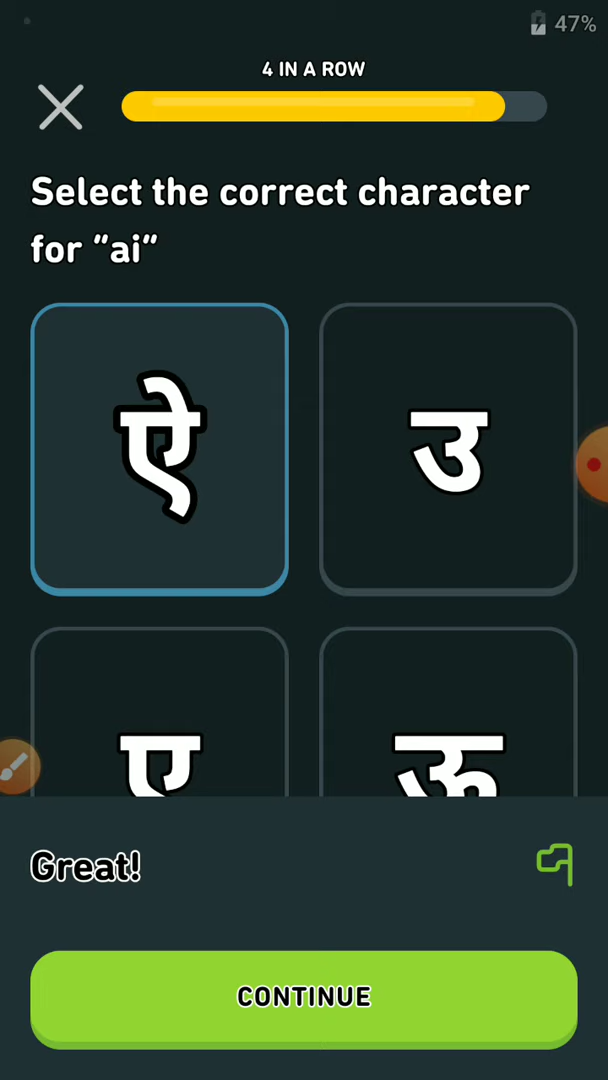 47%
4 IN A ROW
Select the correct character
for "ai"
ऐ
उ
ए
ऊ
Great!
CONTINUE